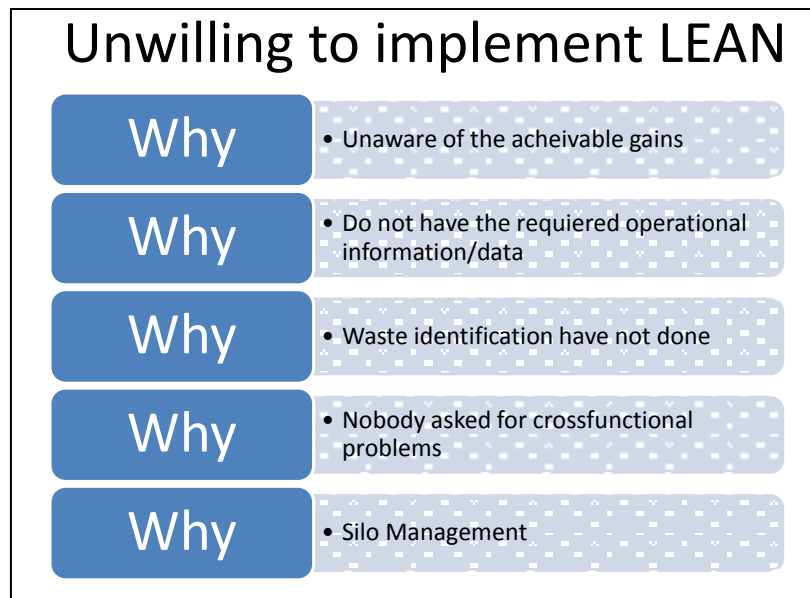 Unwilling to implement LEAN
Why
• Unaware of the acheivable gains
Why
• Do not have the requiered operational
information/data
Why
• Waste identification have not done
Why
• Nobody asked for crossfunctional
problems
Why
• Silo Management